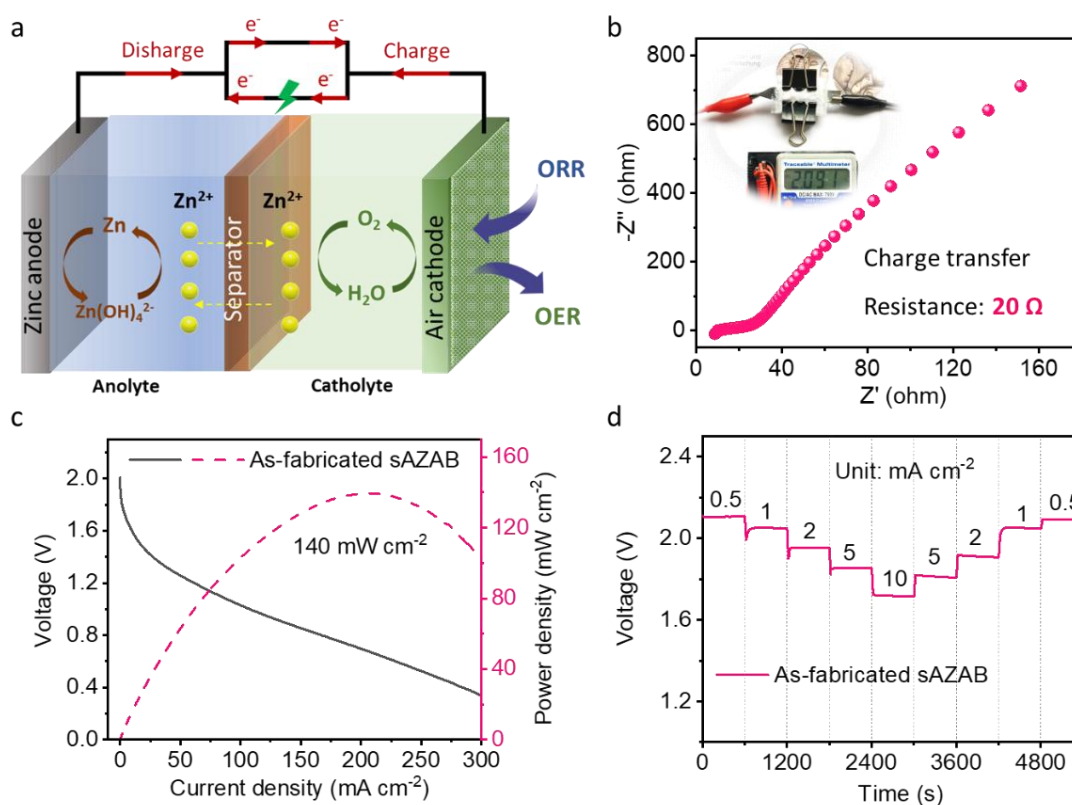 a
Disharge
e-
e-
Charge
e-
e-
ORR
OER
Zinc anode
Zn
Zn(OH)₄²⁻
Zn²⁺
Separator
Zn²⁺
O₂
H₂O
Air cathode
Anolyte
Catholyte
b
-Z'' (ohm)
800
600
400
200
0
Traceable® Multimeter
2.091
Charge transfer
Resistance: 20 Ω
40
80
120
160
Z' (ohm)
c
Voltage (V)
2.0
1.6
1.2
0.8
0.4
0.0
As-fabricated sAZAB
140 mW cm⁻²
160
120
80
40
0
Power density (mW cm⁻²)
0
50
100
150
200
250
300
Current density (mA cm⁻²)
d
Voltage (V)
2.4
2.0
1.6
1.2
Unit: mA cm⁻²
0.5
1
2
5
10
5
2
1
0.5
As-fabricated sAZAB
0
1200
2400
3600
4800
Time (s)